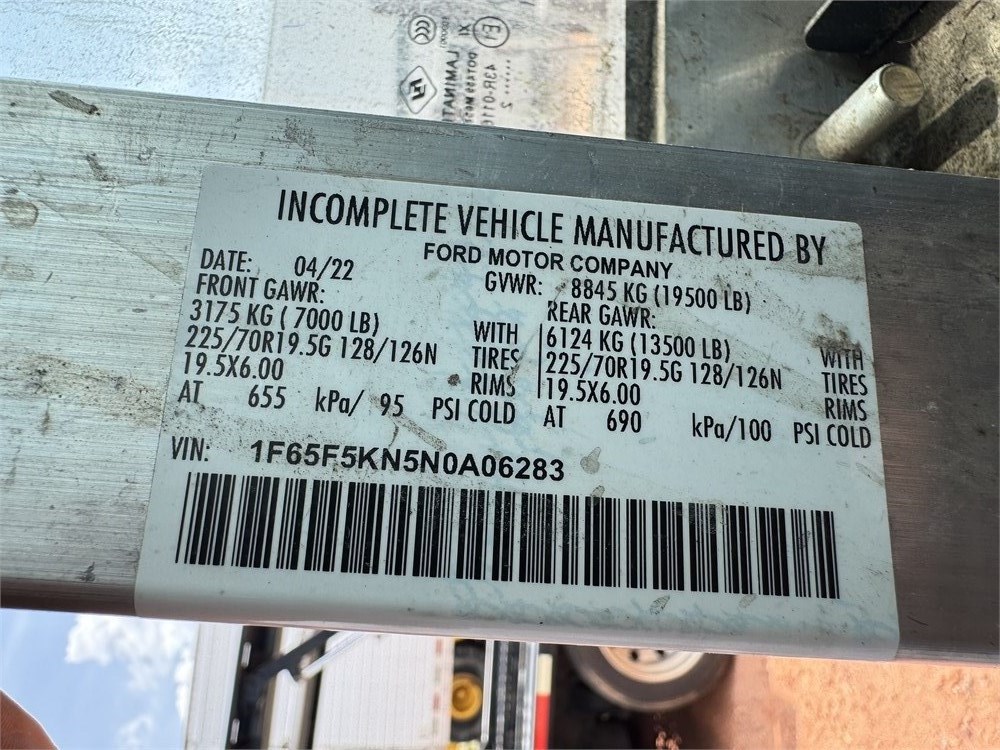 INCOMPLETE VEHICLE MANUFACTURED BY
FORD MOTOR COMPANY
DATE: 04/22 GVWR: 8845 KG (19500 LB)
FRONT GAWR: REAR GAWR:
3175 KG ( 7000 LB) WITH 6124 KG (13500 LB) WITH
225/70R19.5G 128/126N TIRES 225/70R19.5G 128/126N TIRES
19.5X6.00 RIMS 19.5X6.00 RIMS
AT 655 kPa/ 95 PSI COLD AT 690 kPa/100 PSI COLD
VIN: 1F65F5KN5N0A06283